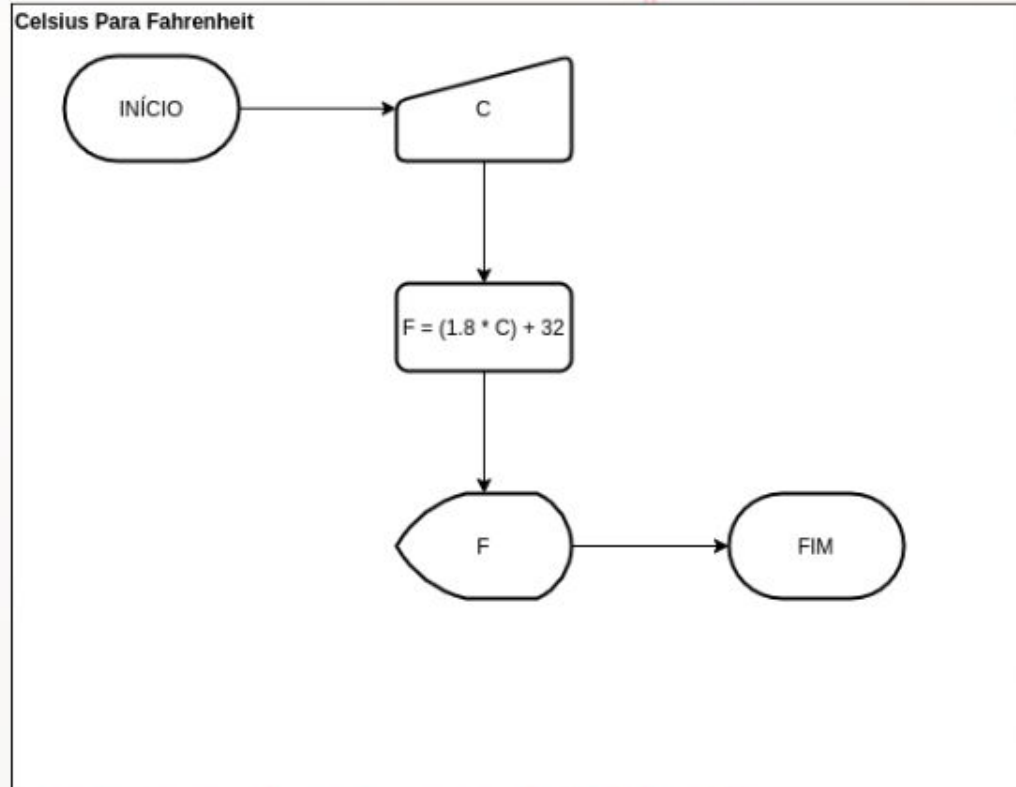 Celsius Para Fahrenheit
INÍCIO
C
F = (1.8 * C) + 32
F
FIM